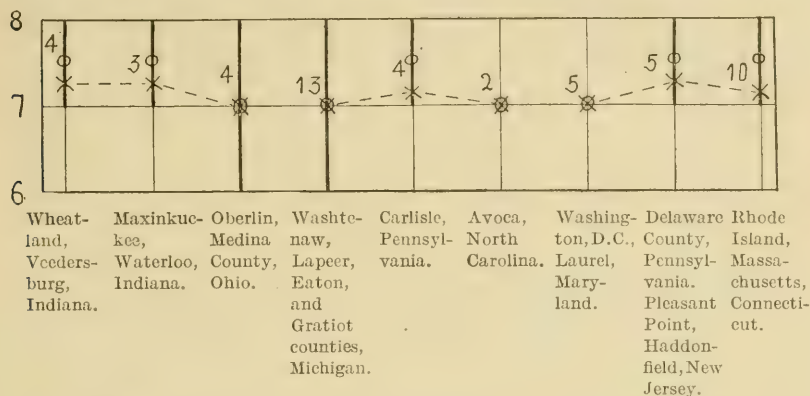 8
4 3 4 13 4 2 5 5 10
7
6
Wheat- Maxinkuc- Oberlin, Washte- Carlisle, Avoca, Washing- Delaware Rhode
land, kee, Medina naw, Pennsyl- North ton, D.C., County, Island,
Veeders- Waterloo, County, Lapeer, vania. Carolina. Laurel, Pennsyl- Massa-
burg, Indiana. Ohio. Eaton, Mary- vania. chusetts,
Indiana. and land. Pleasant Connecti-
Gratiot Point, cut.
counties, Haddon-
Michigan. field, New
Jersey.